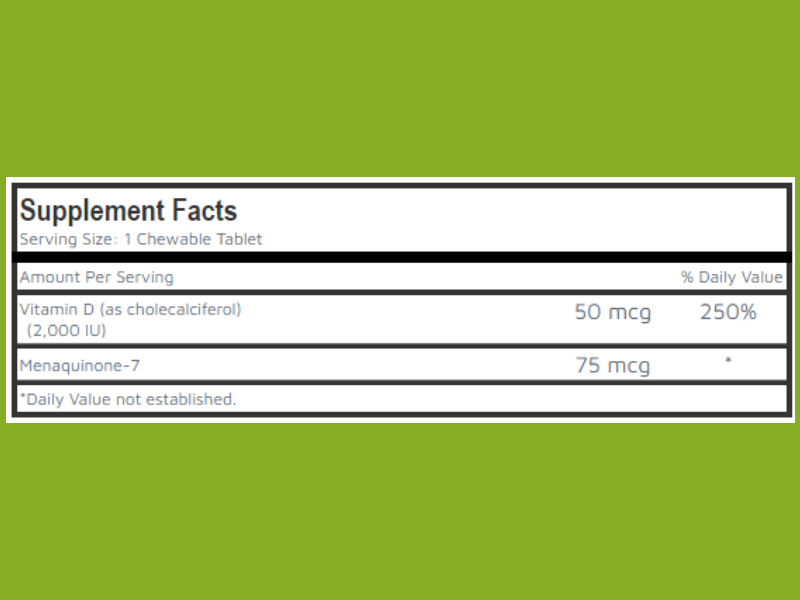 Supplement Facts
Serving Size: 1 Chewable Tablet
Amount Per Serving % Daily Value
Vitamin D (as cholecalciferol) 50 mcg 250%
(2,000 IU)
Menaquinone-7 75 mcg *
*Daily Value not established.